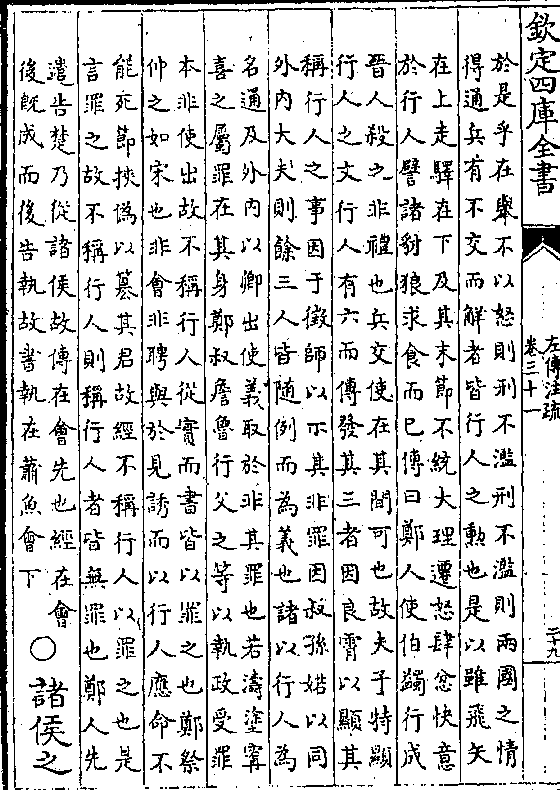 欽定四庫全書
左傳注疏
卷三十一
二十九
於是乎在舉不以怒則刑不濫刑不濫則兩國之情
得通兵有不交而解者皆行人之勲也是以雖飛矢
在上走驛在下及其末節不統大理遷怒肆忿快意
於行人譬諸豺狼求食而已傳曰鄭人使伯蠲行成
晉人殺之非禮也兵交使在其間可也故夫子特顯
行人之文行人有六而傳發其三者因良霄以顯其
稱行人之事因于徵師以示其非罪因叔孫婼以同
外内大夫則餘三人皆随例而為義也諸以行人為
名通及外内以卿出使義取於非其罪也若濤塗甯
喜之屬罪在其身鄭叔詹魯行父之等以執政受罪
本非使出故不稱行人從實而書皆以罪之也鄭祭
仲之如宋也非會非聘與於見誘而以行人應命不
能死節挾偽以簒其君故經不稱行人以罪之也是
言罪之故不稱行人則稱行人者皆無罪也鄭人先
遣告楚乃從諸侯故傳在會先也經在會
後既成而後告執故書執在蕭魚會下
○諸侯之